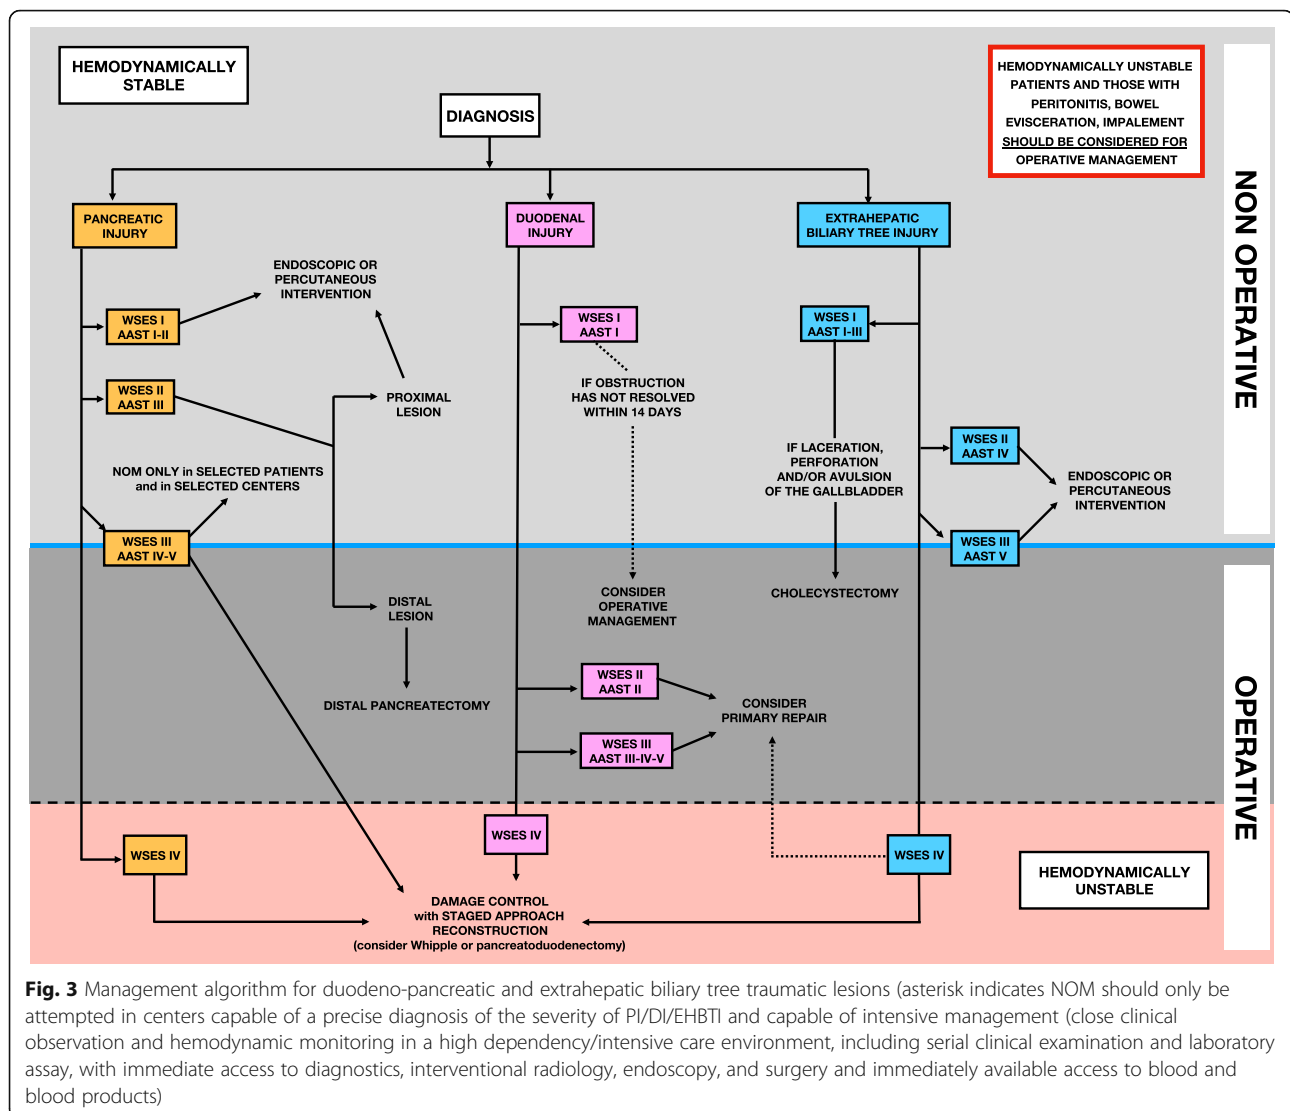 HEMODYNAMICALLY
STABLE
HEMODYNAMICALLY UNSTABLE
PATIENTS AND THOSE WITH
PERITONITIS, BOWEL
EVISCERATION, IMPALEMENT
SHOULD BE CONSIDERED FOR
OPERATIVE MANAGEMENT
NON OPERATIVE
DIAGNOSIS
PANCREATIC
INJURY
DUODENAL
INJURY
EXTRAHEPATIC
BILIARY TREE INJURY
ENDOSCOPIC OR
PERCUTANEOUS
INTERVENTION
WSES I
AAST I-II
WSES I
AAST I
WSES I
AAST I-III
WSES II
AAST III
PROXIMAL
LESION
IF OBSTRUCTION
HAS NOT RESOLVED
WITHIN 14 DAYS
IF LACERATION,
PERFORATION
AND/OR AVULSION
OF THE GALLBLADDER
WSES II
AAST IV
ENDOSCOPIC OR
PERCUTANEOUS
INTERVENTION
NOM ONLY in SELECTED PATIENTS
and in SELECTED CENTERS
WSES III
AAST IV-V
WSES III
AAST V
OPERATIVE
DISTAL
LESION
CONSIDER
OPERATIVE
MANAGEMENT
CHOLECYSTECTOMY
DISTAL PANCREATECTOMY
WSES II
AAST II
CONSIDER
PRIMARY REPAIR
WSES III
AAST III-IV-V
WSES IV
WSES IV
WSES IV
HEMODYNAMICALLY
UNSTABLE
DAMAGE CONTROL
with STAGED APPROACH
RECONSTRUCTION
(consider Whipple or pancreatoduodenectomy)
Fig. 3 Management algorithm for duodeno-pancreatic and extrahepatic biliary tree traumatic lesions (asterisk indicates NOM should only be
attempted in centers capable of a precise diagnosis of the severity of PI/DI/EHBTI and capable of intensive management (close clinical
observation and hemodynamic monitoring in a high dependency/intensive care environment, including serial clinical examination and laboratory
assay, with immediate access to diagnostics, interventional radiology, endoscopy, and surgery and immediately available access to blood and
blood products)